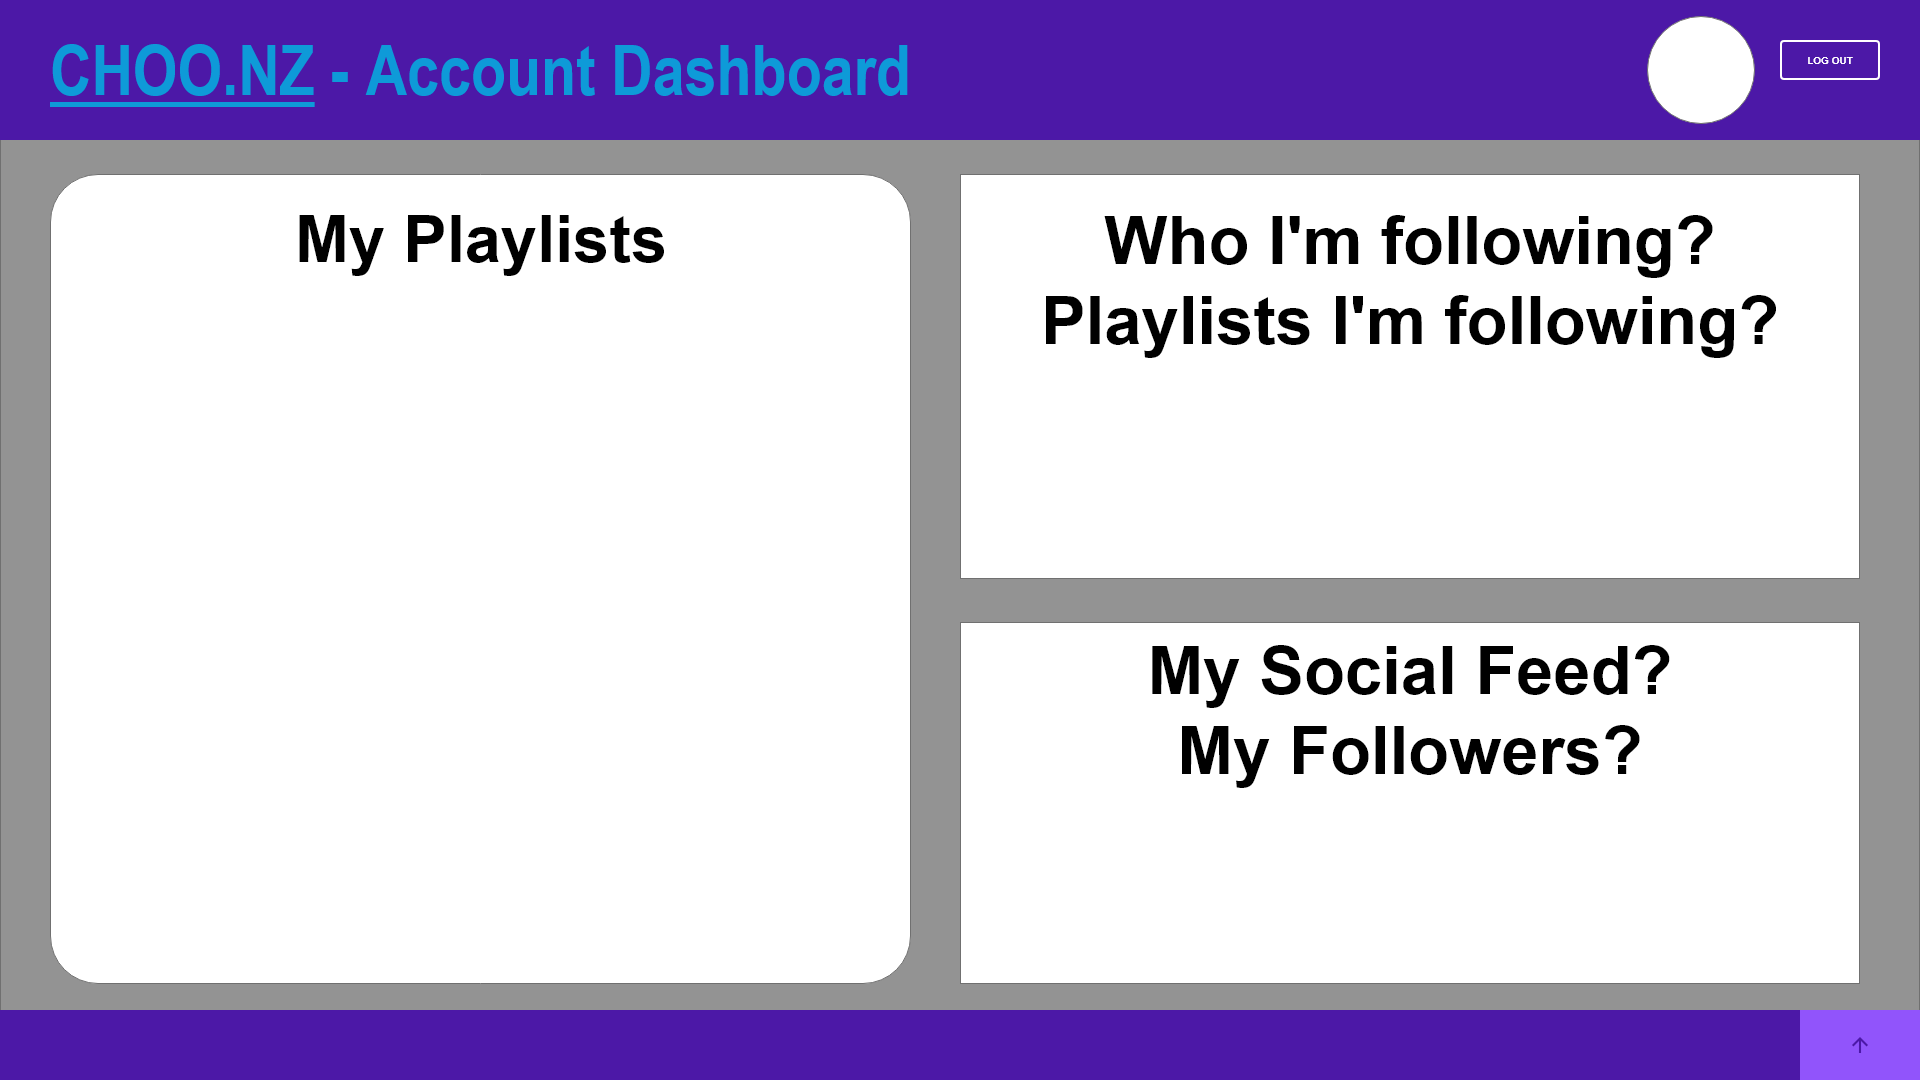 CHOO.NZ - Account Dashboard
LOG OUT
My Playlists
Who I'm following?
Playlists I'm following?
My Social Feed?
My Followers?